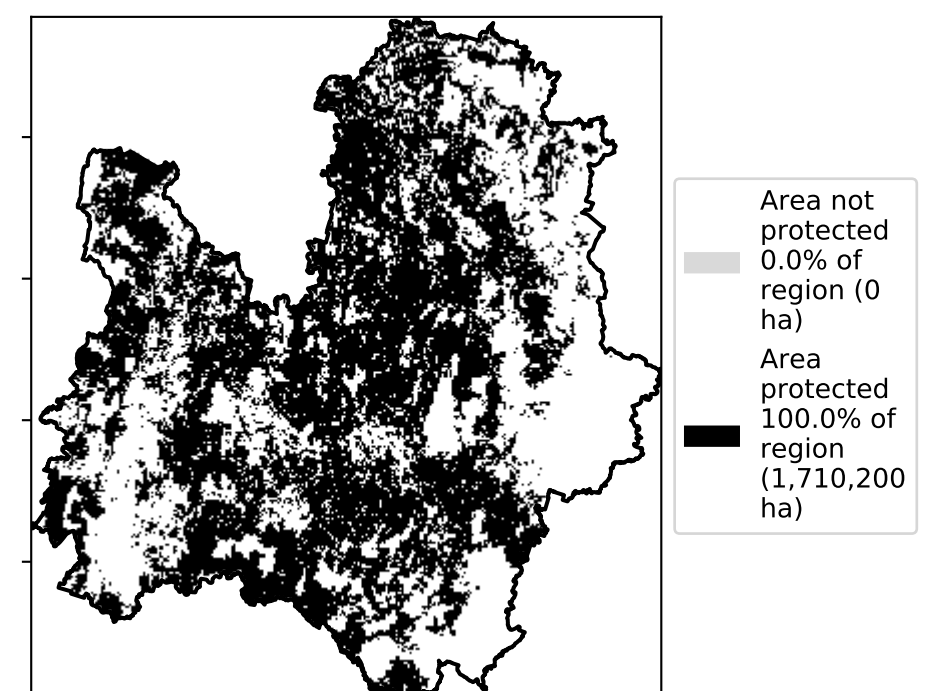 Area not
protected
0.0% of
region (0
ha)
Area
protected
100.0% of
region
(1,710,200
ha)